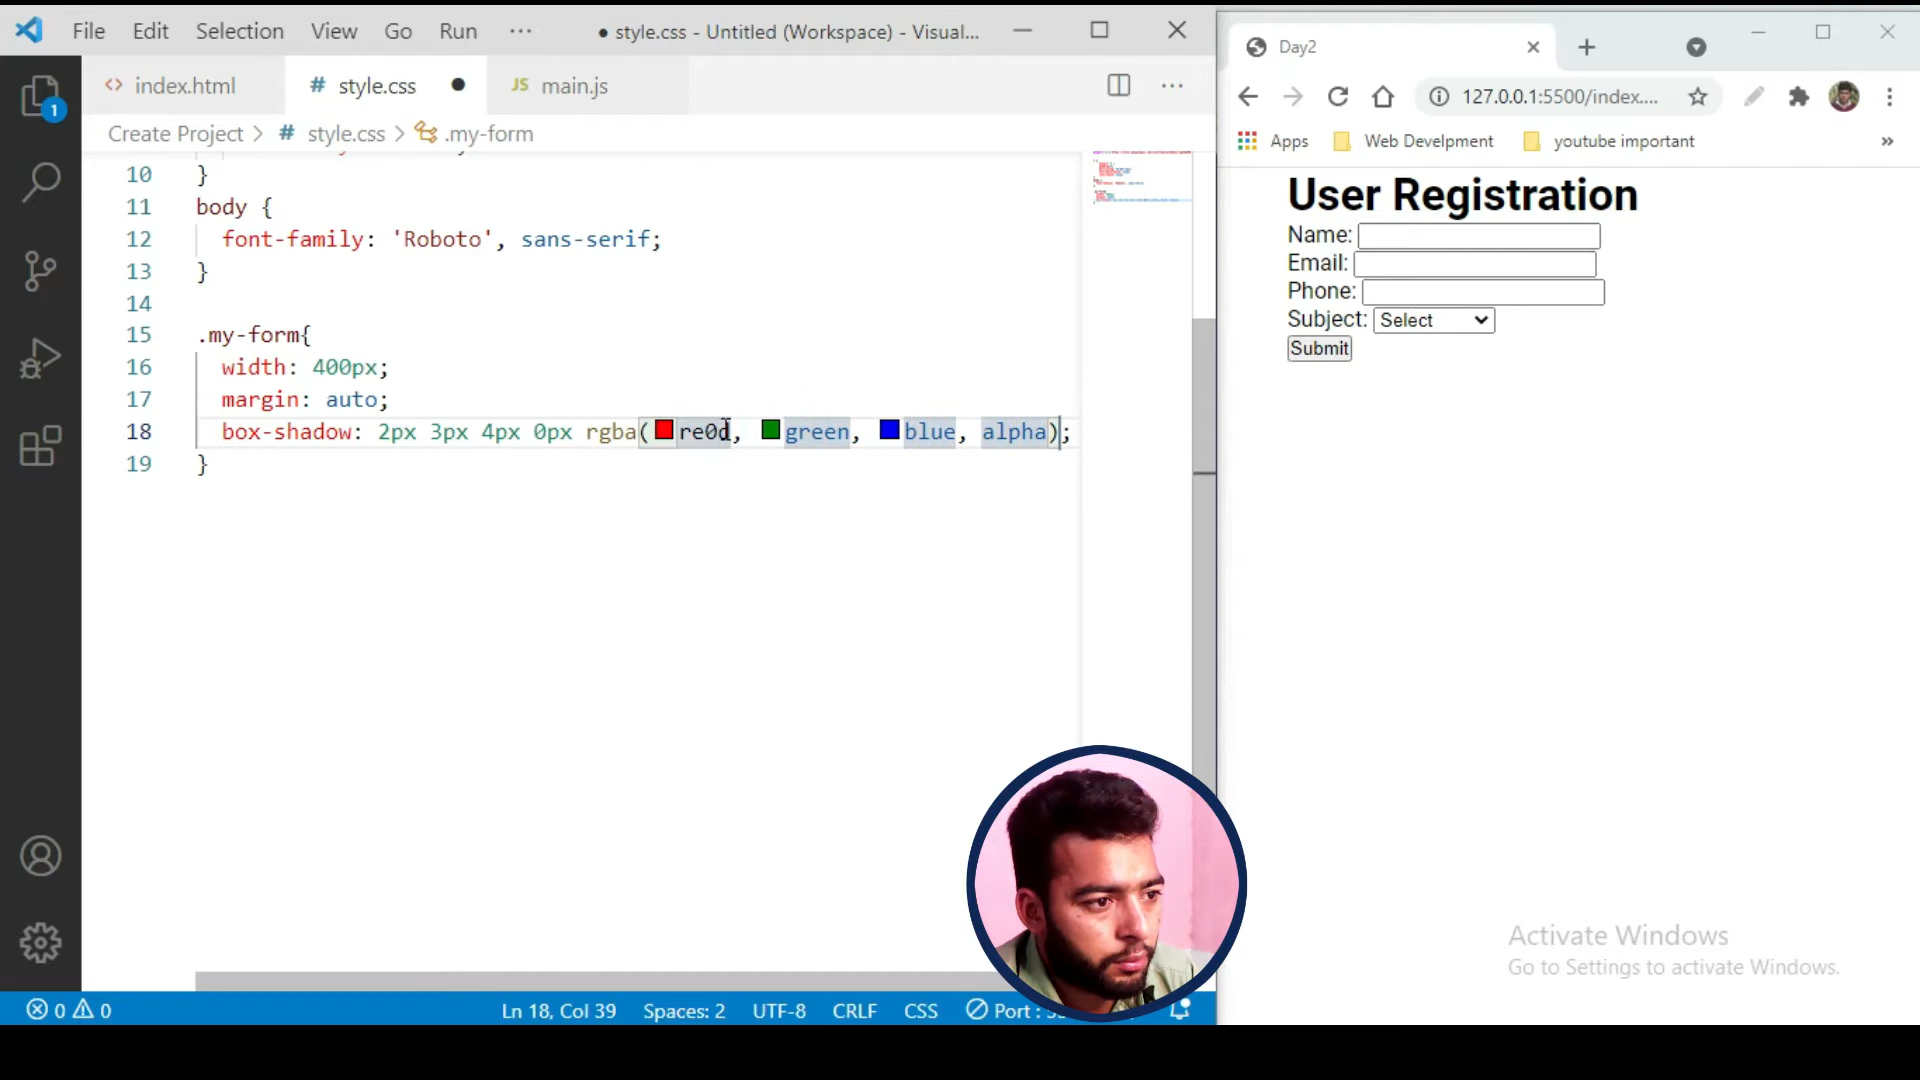 File Edit Selection View Go Run ··· ● style.css - Untitled (Workspace) - Visual...
index.html # style.css ● JS main.js ···
Create Project > # style.css > .my-form
10 }
11 body {
12 font-family: 'Roboto', sans-serif;
13 }
14
15 .my-form{
16 width: 400px;
17 margin: auto;
18 box-shadow: 2px 3px 4px 0px rgba(re0d, green, blue, alpha);
19 }
1
0 0 Ln 18, Col 39 Spaces: 2 UTF-8 CRLF CSS Port :
Day2
127.0.0.1:5500/index....
Apps Web Develpment youtube important »
User Registration
Name:
Email:
Phone:
Subject: Select
Submit
Activate Windows
Go to Settings to activate Windows.